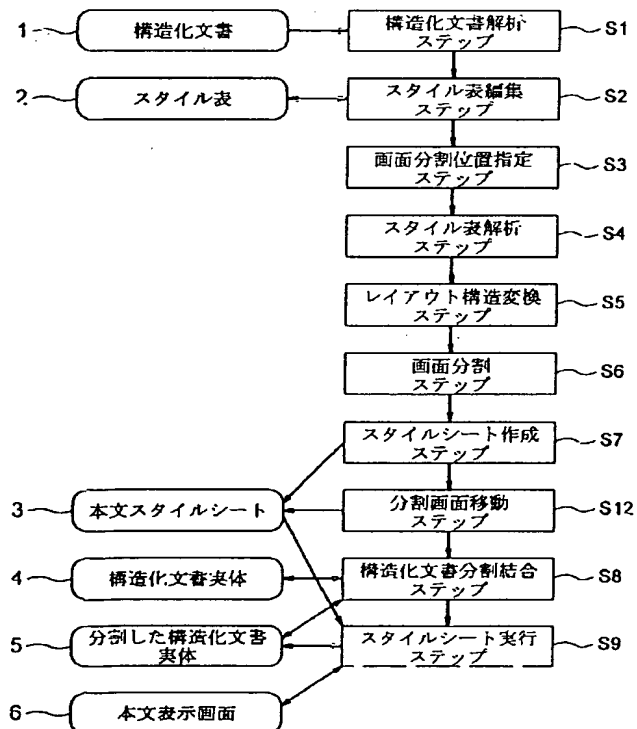 1 構造化文書
構造化文書解析
ステップ
S1
2 スタイル表
スタイル表編集
ステップ
S2
画面分割位置指定
ステップ
S3
スタイル表解析
ステップ
S4
レイアウト構造変換
ステップ
S5
画面分割
ステップ
S6
スタイルシート作成
ステップ
S7
3 本文スタイルシート
分割画面移動
ステップ
S12
4 構造化文書実体
構造化文書分割結合
ステップ
S8
5 分割した構造化文書
実体
スタイルシート実行
ステップ
S9
6 本文表示画面